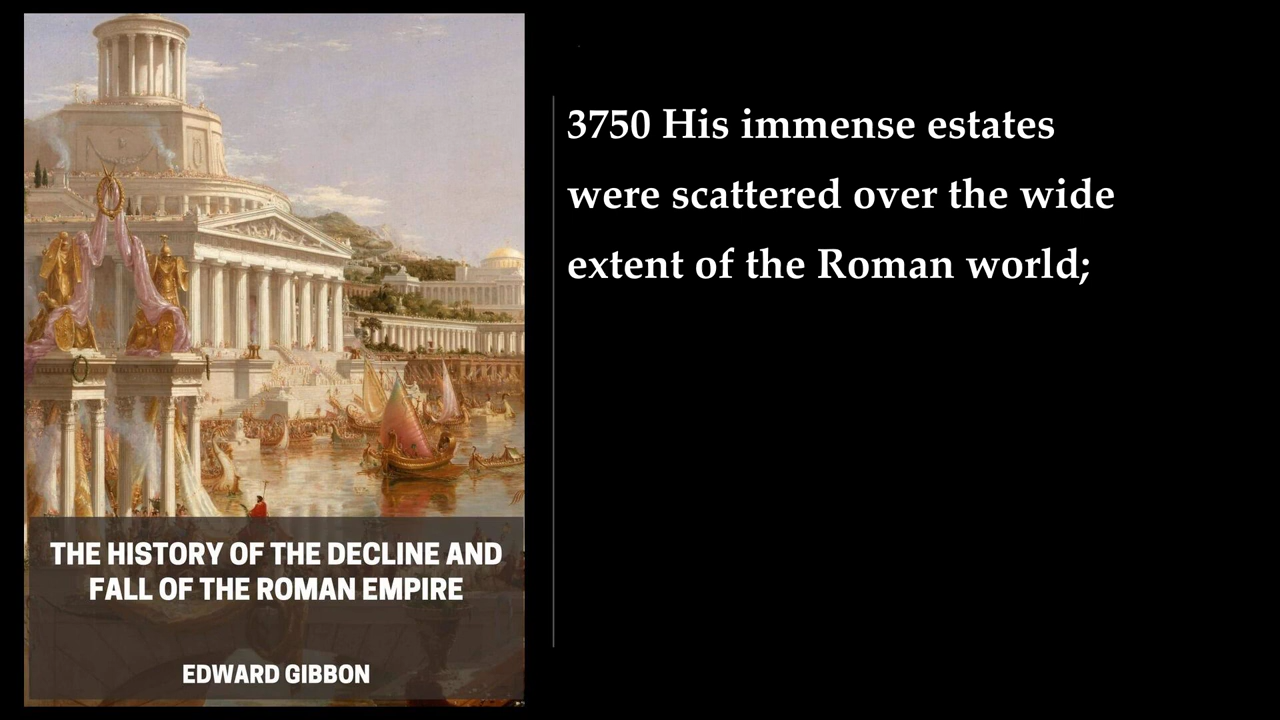 THE HISTORY OF THE DECLINE AND
FALL OF THE ROMAN EMPIRE
EDWARD GIBBON
3750 His immense estates
were scattered over the wide
extent of the Roman world;